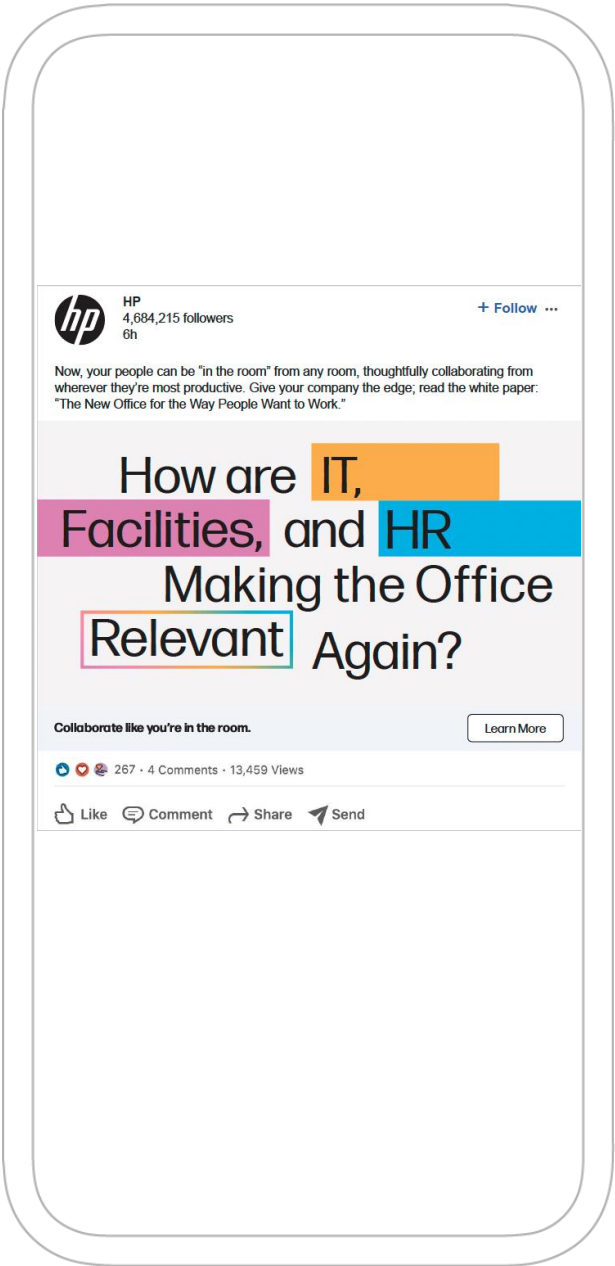 hp
HP
4,684,215 followers
6h
+ Follow ...
Now, your people can be “in the room” from any room, thoughtfully collaborating from
wherever they’re most productive. Give your company the edge; read the white paper:
“The New Office for the Way People Want to Work.”
How are IT,
Facilities, and HR
Making the Office
Relevant Again?
Collaborate like you’re in the room.
Learn More
267 · 4 Comments · 13,459 Views
Like Comment Share Send